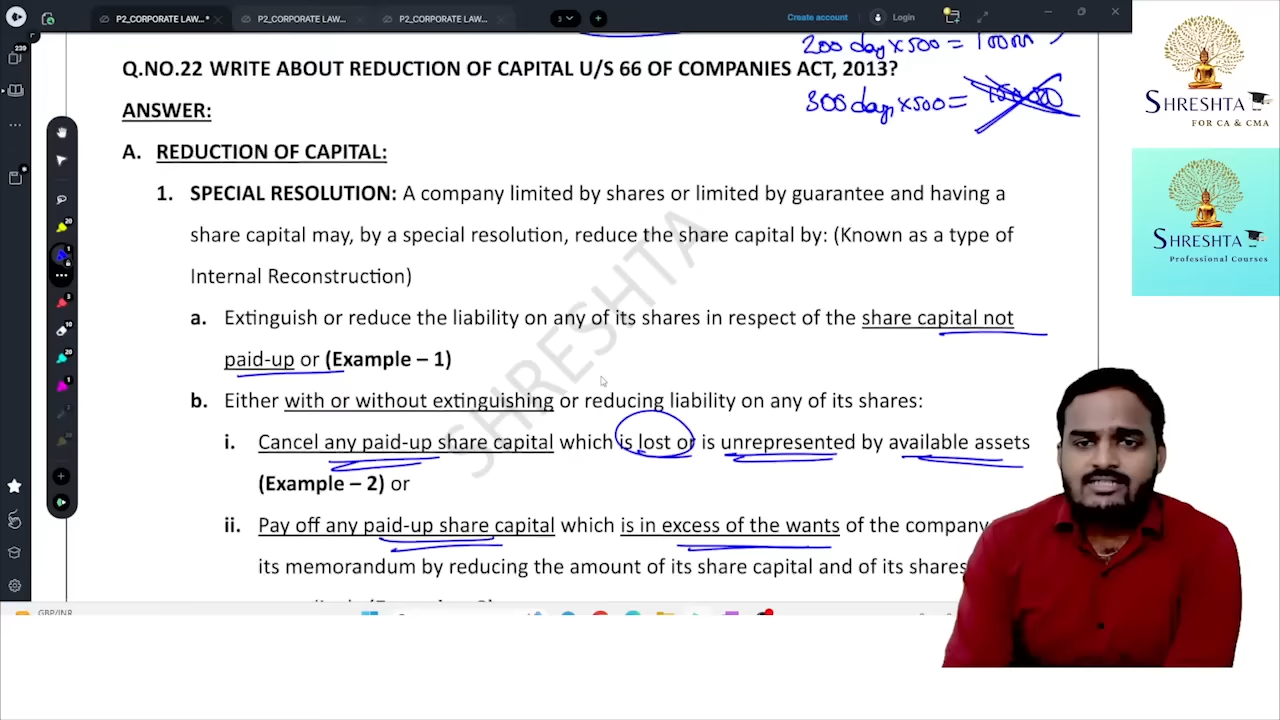 P2_CORPORATE LAW...*
P2_CORPORATE LAW...
P2_CORPORATE LAW...
3
Create account
Login
239
200 days x 500 =
Q.NO.22 WRITE ABOUT REDUCTION OF CAPITAL U/S 66 OF COMPANIES ACT, 2013?
300 days x 500 =
ANSWER:
A. REDUCTION OF CAPITAL:
1. SPECIAL RESOLUTION: A company limited by shares or limited by guarantee and having a
share capital may, by a special resolution, reduce the share capital by: (Known as a type of
Internal Reconstruction)
a. Extinguish or reduce the liability on any of its shares in respect of the share capital not
paid-up or (Example – 1)
b. Either with or without extinguishing or reducing liability on any of its shares:
i. Cancel any paid-up share capital which is lost or is unrepresented by available assets
(Example – 2) or
ii. Pay off any paid-up share capital which is in excess of the wants of the company
its memorandum by reducing the amount of its share capital and of its shares
GBP/INR
SHRESHTA
SHRESHTA
FOR CA & CMA
SHRESHTA
Professional Courses